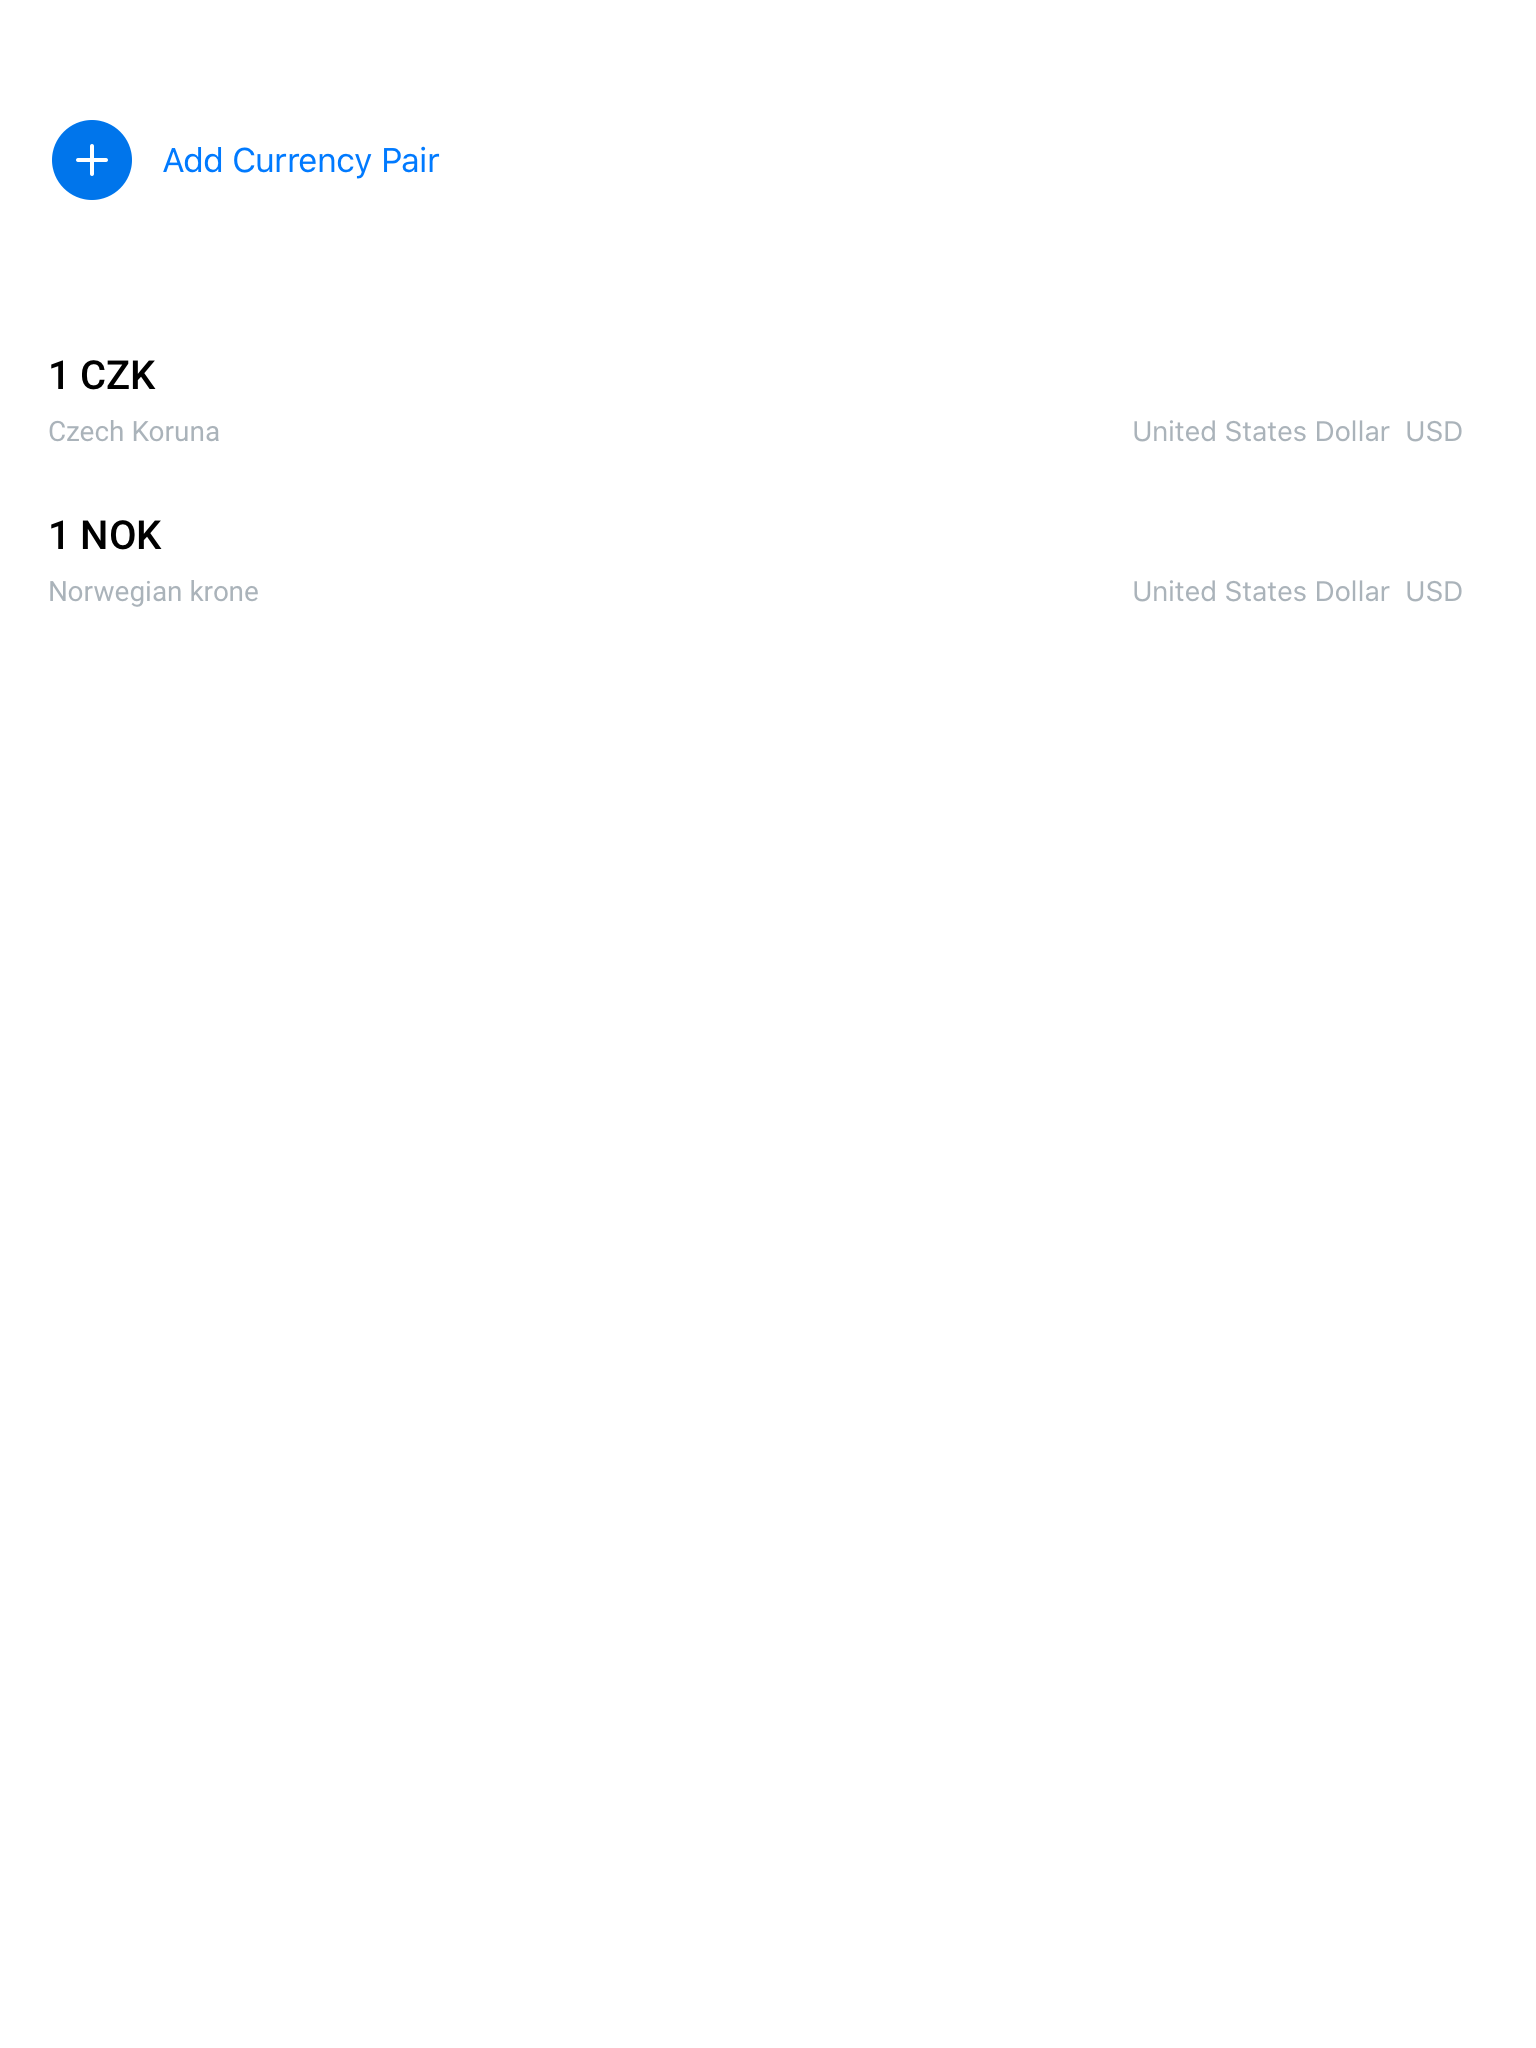 Add Currency Pair
1 CZK
Czech Koruna United States Dollar USD
1 NOK
Norwegian krone United States Dollar USD